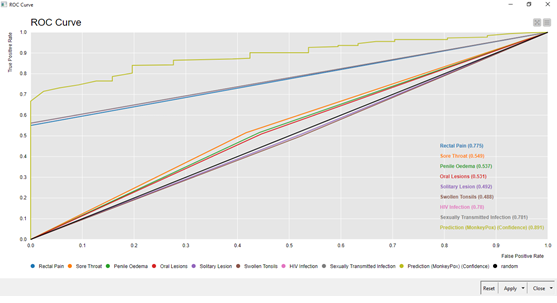 ROC Curve
ROC Curve
True Positive Rate
1.0
0.9
0.8
0.7
0.6
0.5
0.4
0.3
0.2
0.1
0.0
Rectal Pain (0.775)
Sore Throat (0.549)
Penile Oedema (0.537)
Oral Lesions (0.531)
Solitary Lesion (0.492)
Swollen Tonsils (0.488)
HIV Infection (0.78)
Sexually Transmitted Infection (0.781)
Prediction (MonkeyPox) (Confidence) (0.891)
0.0 0.1 0.2 0.3 0.4 0.5 0.6 0.7 0.8 0.9 1.0
False Positive Rate
Rectal Pain Sore Throat Penile Oedema Oral Lesions Solitary Lesion Swollen Tonsils HIV Infection Sexually Transmitted Infection Prediction (MonkeyPox) (Confidence) random
Reset Apply Close